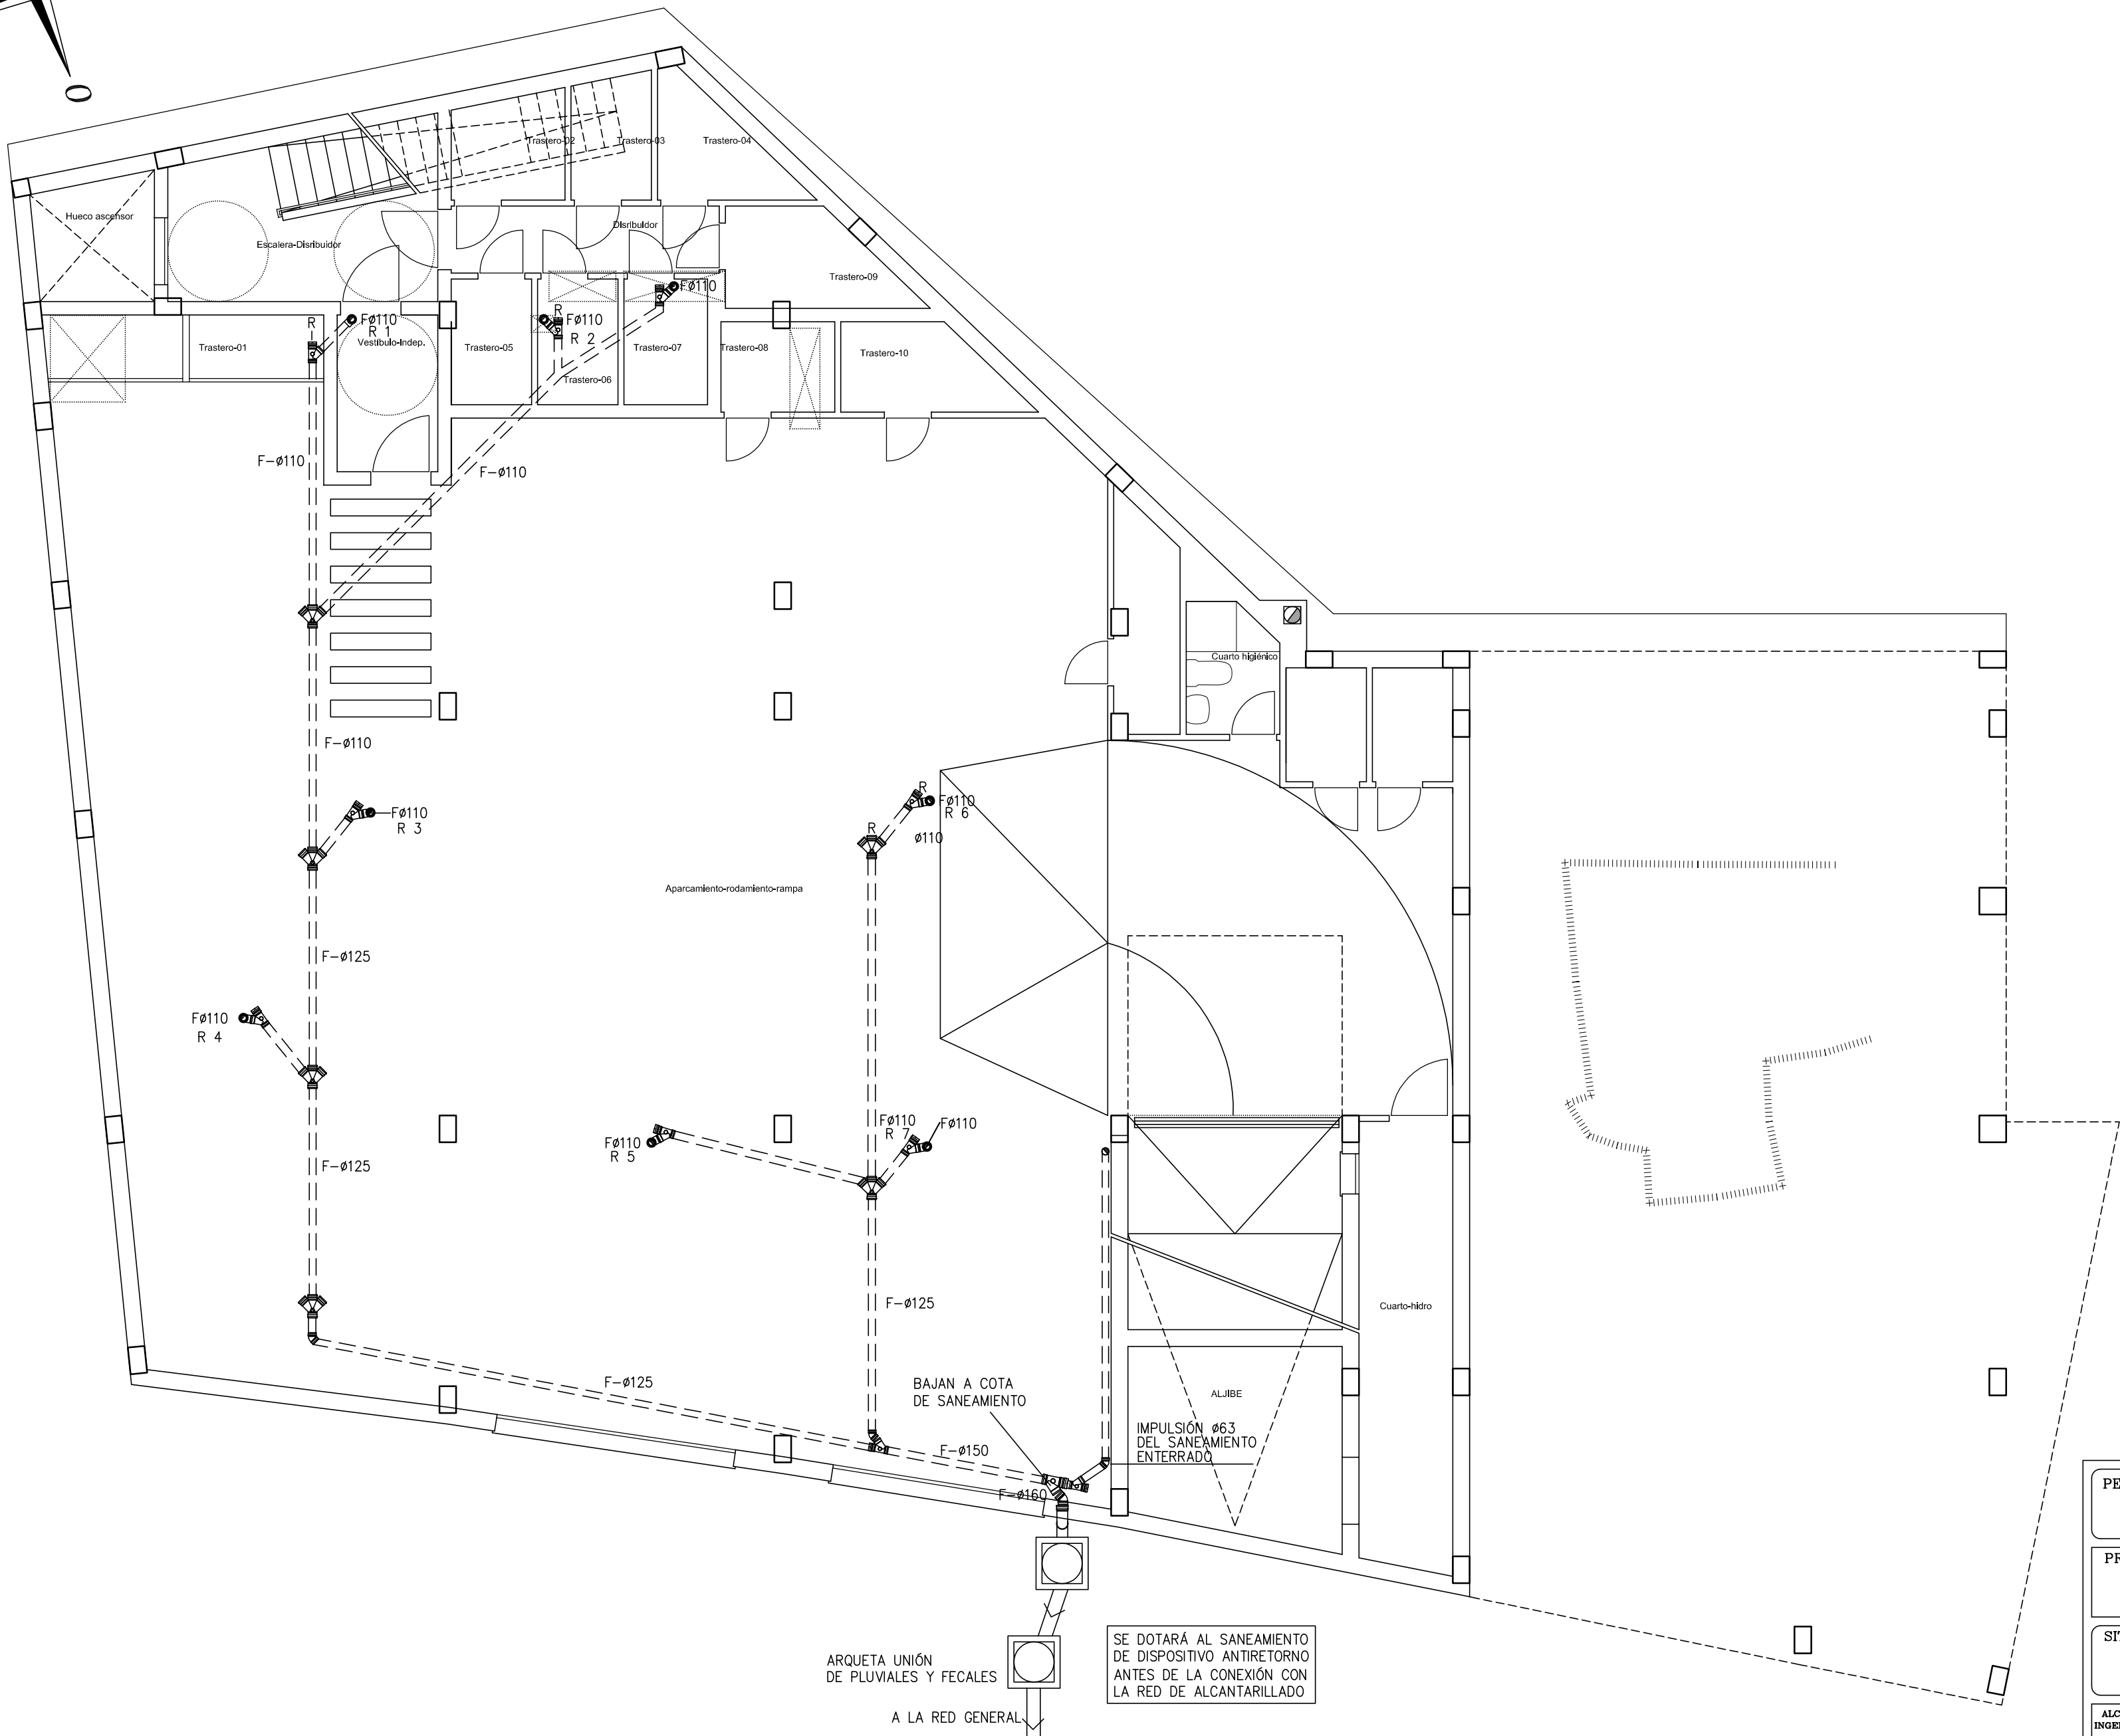 O
Trastero-02
Trastero-03
Trastero-04
Hueco ascensor
Escalera-Disribuidor
Disribuidor
Trastero-09
Fø110
R
Fø110
R 1
Vestíbulo-Indep.
R
Fø110
R 2
Trastero-01
Trastero-05
Trastero-06
Trastero-07
Trastero-08
Trastero-10
F-ø110
F-ø110
Cuarto higiénico
F-ø110
Fø110
R 3
R
Fø110
R 6
R
ø110
Aparcamiento-rodamiento-rampa
F-ø125
Fø110
R 4
Fø110
R 7
Fø110
Fø110
R 5
F-ø125
F-ø125
Cuarto-hidro
F-ø125
BAJAN A COTA
DE SANEAMIENTO
ALJIBE
IMPULSIÓN ø63
DEL SANEAMIENTO
ENTERRADO
F-ø150
F-ø160
ARQUETA UNIÓN
DE PLUVIALES Y FECALES
SE DOTARÁ AL SANEAMIENTO
DE DISPOSITIVO ANTIRETORNO
ANTES DE LA CONEXIÓN CON
LA RED DE ALCANTARILLADO
A LA RED GENERAL